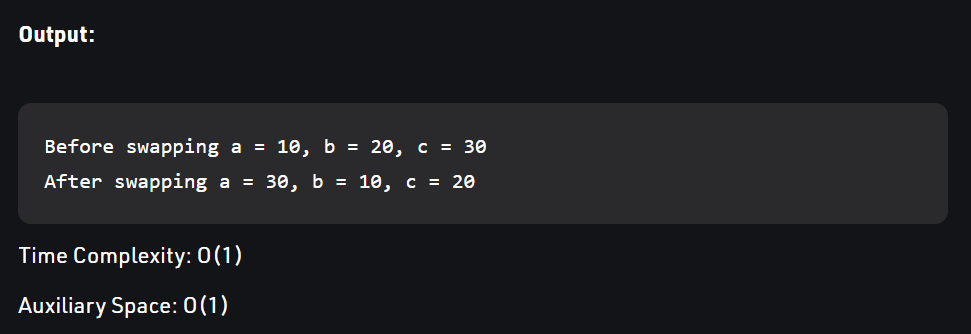 Output:
Before swapping a = 10, b = 20, c = 30
After swapping a = 30, b = 10, c = 20
Time Complexity: O(1)
Auxiliary Space: O(1)